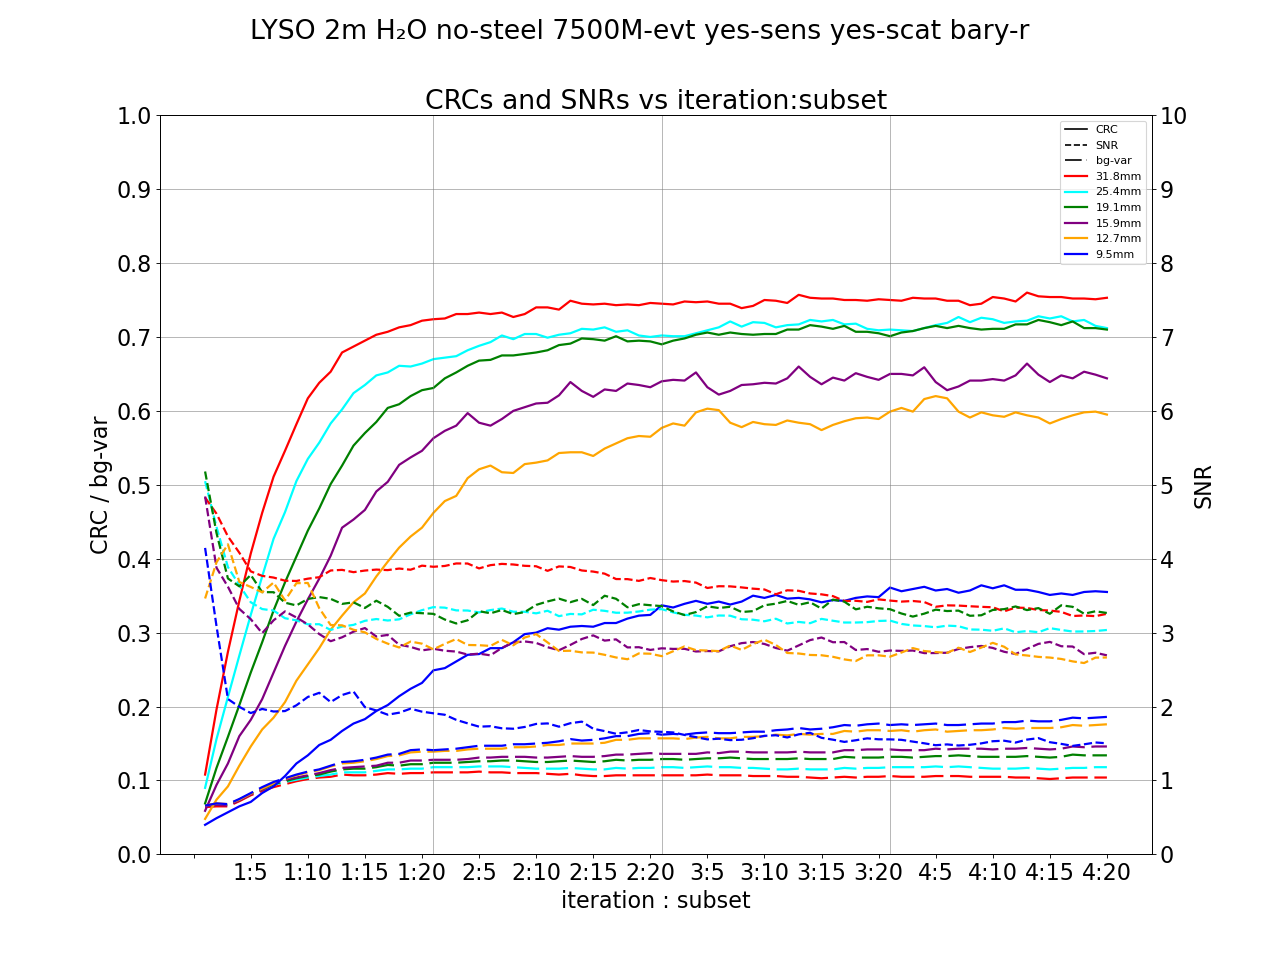 LYSO 2m H₂O no-steel 7500M-evt yes-sens yes-scat bary-r
CRCs and SNRs vs iteration:subset
1.0
0.9
0.8
0.7
0.6
0.5
0.4
0.3
0.2
0.1
0.0
CRC / bg-var
10
9
8
7
6
5
4
3
2
1
0
SNR
CRC
SNR
bg-var
31.8mm
25.4mm
19.1mm
15.9mm
12.7mm
9.5mm
1:5 1:10 1:15 1:20 2:5 2:10 2:15 2:20 3:5 3:10 3:15 3:20 4:5 4:10 4:15 4:20
iteration : subset